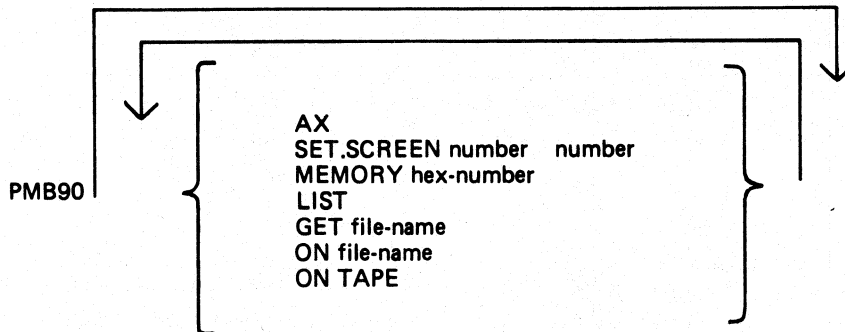 AX
SET.SCREEN number number
MEMORY hex-number
PMB90
LIST
GET file-name
ON file-name
ON TAPE